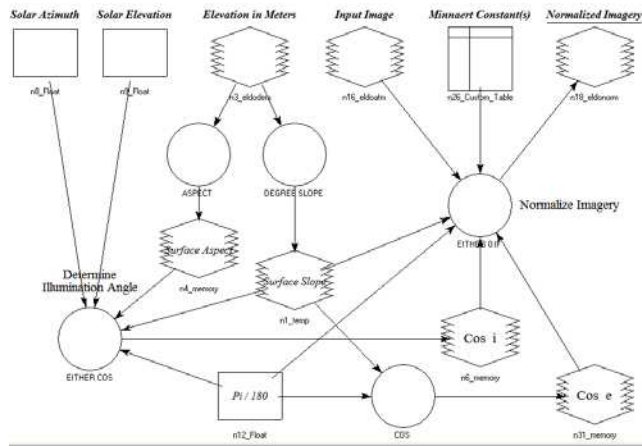 Solar Azimuth
Solar Elevation
Elevation in Meters
Input Image
Minnaert Constant(s)
Normalized Imagery
n8_Float
n9_Float
n3_eldodem
n16_eldoatm
n26_Custom_Table
n18_eldonorm
ASPECT
DEGREE SLOPE
Normalize Imagery
Surface Aspect
Surface Slope
n4_memory
n1_temp
Determine
Illumination Angle
EITHER COS
Cos i
n6_memory
Pi / 180
n12_Float
COS
Cos e
n31_memory